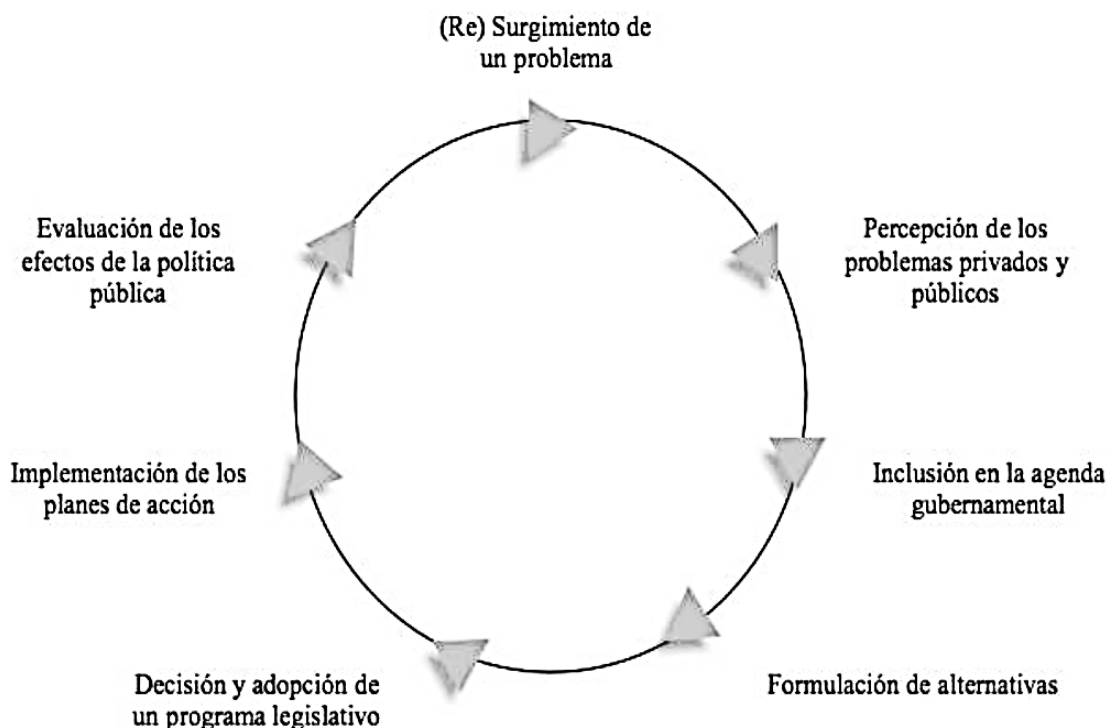 (Re) Surgimiento de
un problema
Percepción de los
problemas privados y
públicos
Inclusión en la agenda
gubernamental
Formulación de alternativas
Decisión y adopción de
un programa legislativo
Implementación de los
planes de acción
Evaluación de los
efectos de la política
pública